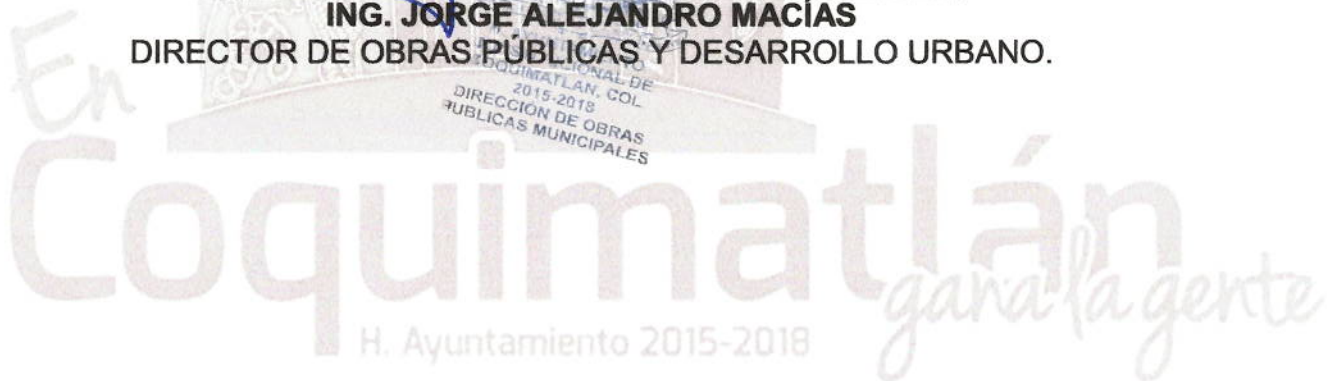 ING. JORGE ALEJANDRO MACÍAS
DIRECTOR DE OBRAS PÚBLICAS Y DESARROLLO URBANO.
COQUIMATLAN, COL
2015-2018
DIRECCIÓN DE OBRAS
PUBLICAS MUNICIPALES
En
Coquimatlán
gana la gente
H. Ayuntamiento 2015-2018